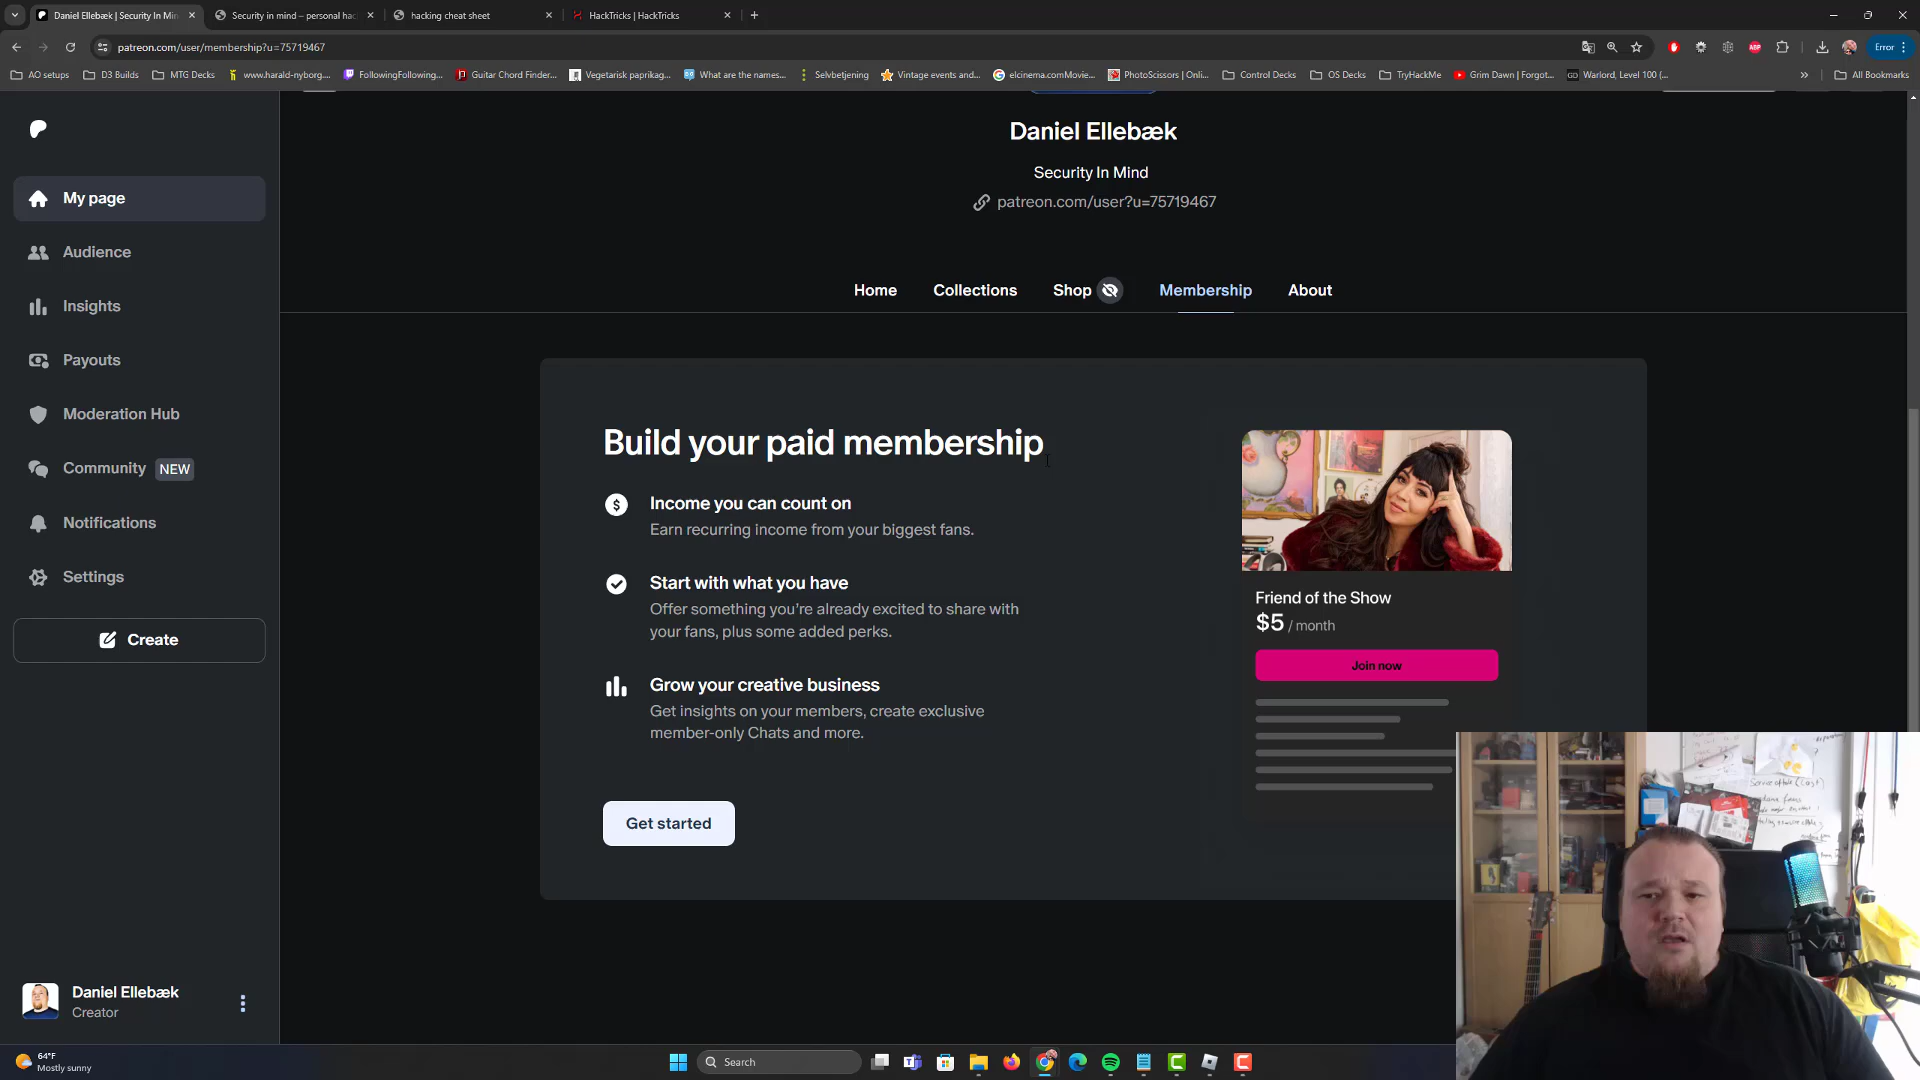 Daniel Ellebæk | Security In Min
Security in mind – personal hac
hacking cheat sheet
HackTricks | HackTricks
patreon.com/user/membership?u=75719467
Error
AO setups
D3 Builds
MTG Decks
www.harald-nyborg....
FollowingFollowing...
Guitar Chord Finder...
Vegetarisk paprikag...
What are the names...
Selvbetjening
Vintage events and...
elcinema.comMovie...
PhotoScissors | Onli...
Control Decks
OS Decks
TryHackMe
Grim Dawn | Forgot...
Warlord, Level 100 (...
All Bookmarks
My page
Audience
Insights
Payouts
Moderation Hub
Community NEW
Notifications
Settings
Create
Daniel Ellebæk
Creator
Daniel Ellebæk
Security In Mind
patreon.com/user?u=75719467
Home
Collections
Shop
Membership
About
Build your paid membership
Income you can count on
Earn recurring income from your biggest fans.
Start with what you have
Offer something you’re already excited to share with
your fans, plus some added perks.
Grow your creative business
Get insights on your members, create exclusive
member-only Chats and more.
Get started
Friend of the Show
$5 / month
Join now
64°F
Mostly sunny
Search